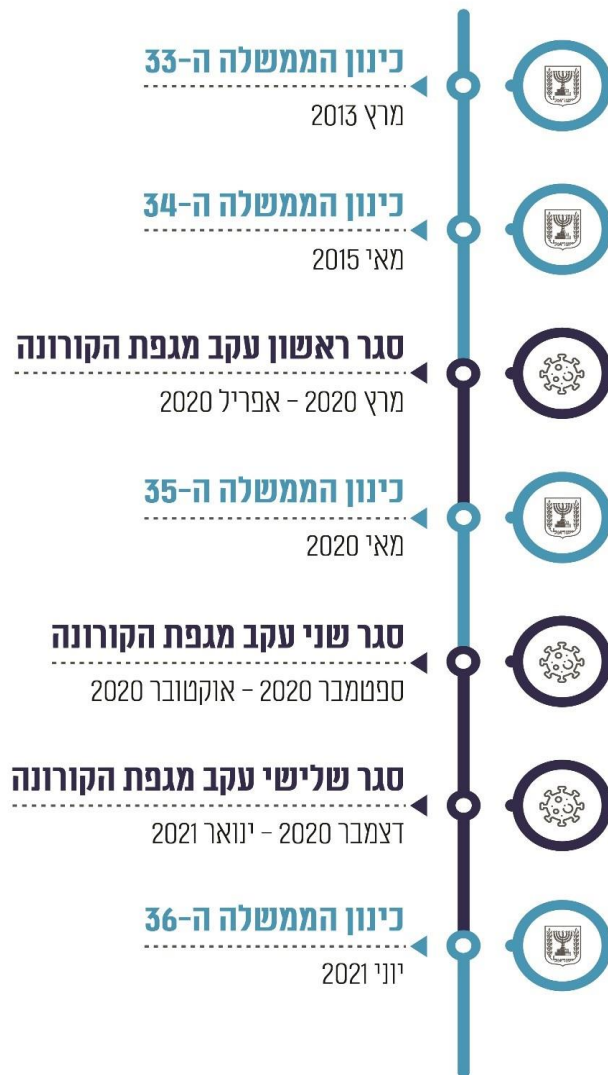 כינון הממשלה ה-33
מרץ 2013
כינון הממשלה ה-34
מאי 2015
סגר ראשון עקב מגפת הקורונה
מרץ 2020 – אפריל 2020
כינון הממשלה ה-35
מאי 2020
סגר שני עקב מגפת הקורונה
ספטמבר 2020 – אוקטובר 2020
סגר שלישי עקב מגפת הקורונה
דצמבר 2020 – ינואר 2021
כינון הממשלה ה-36
יוני 2021